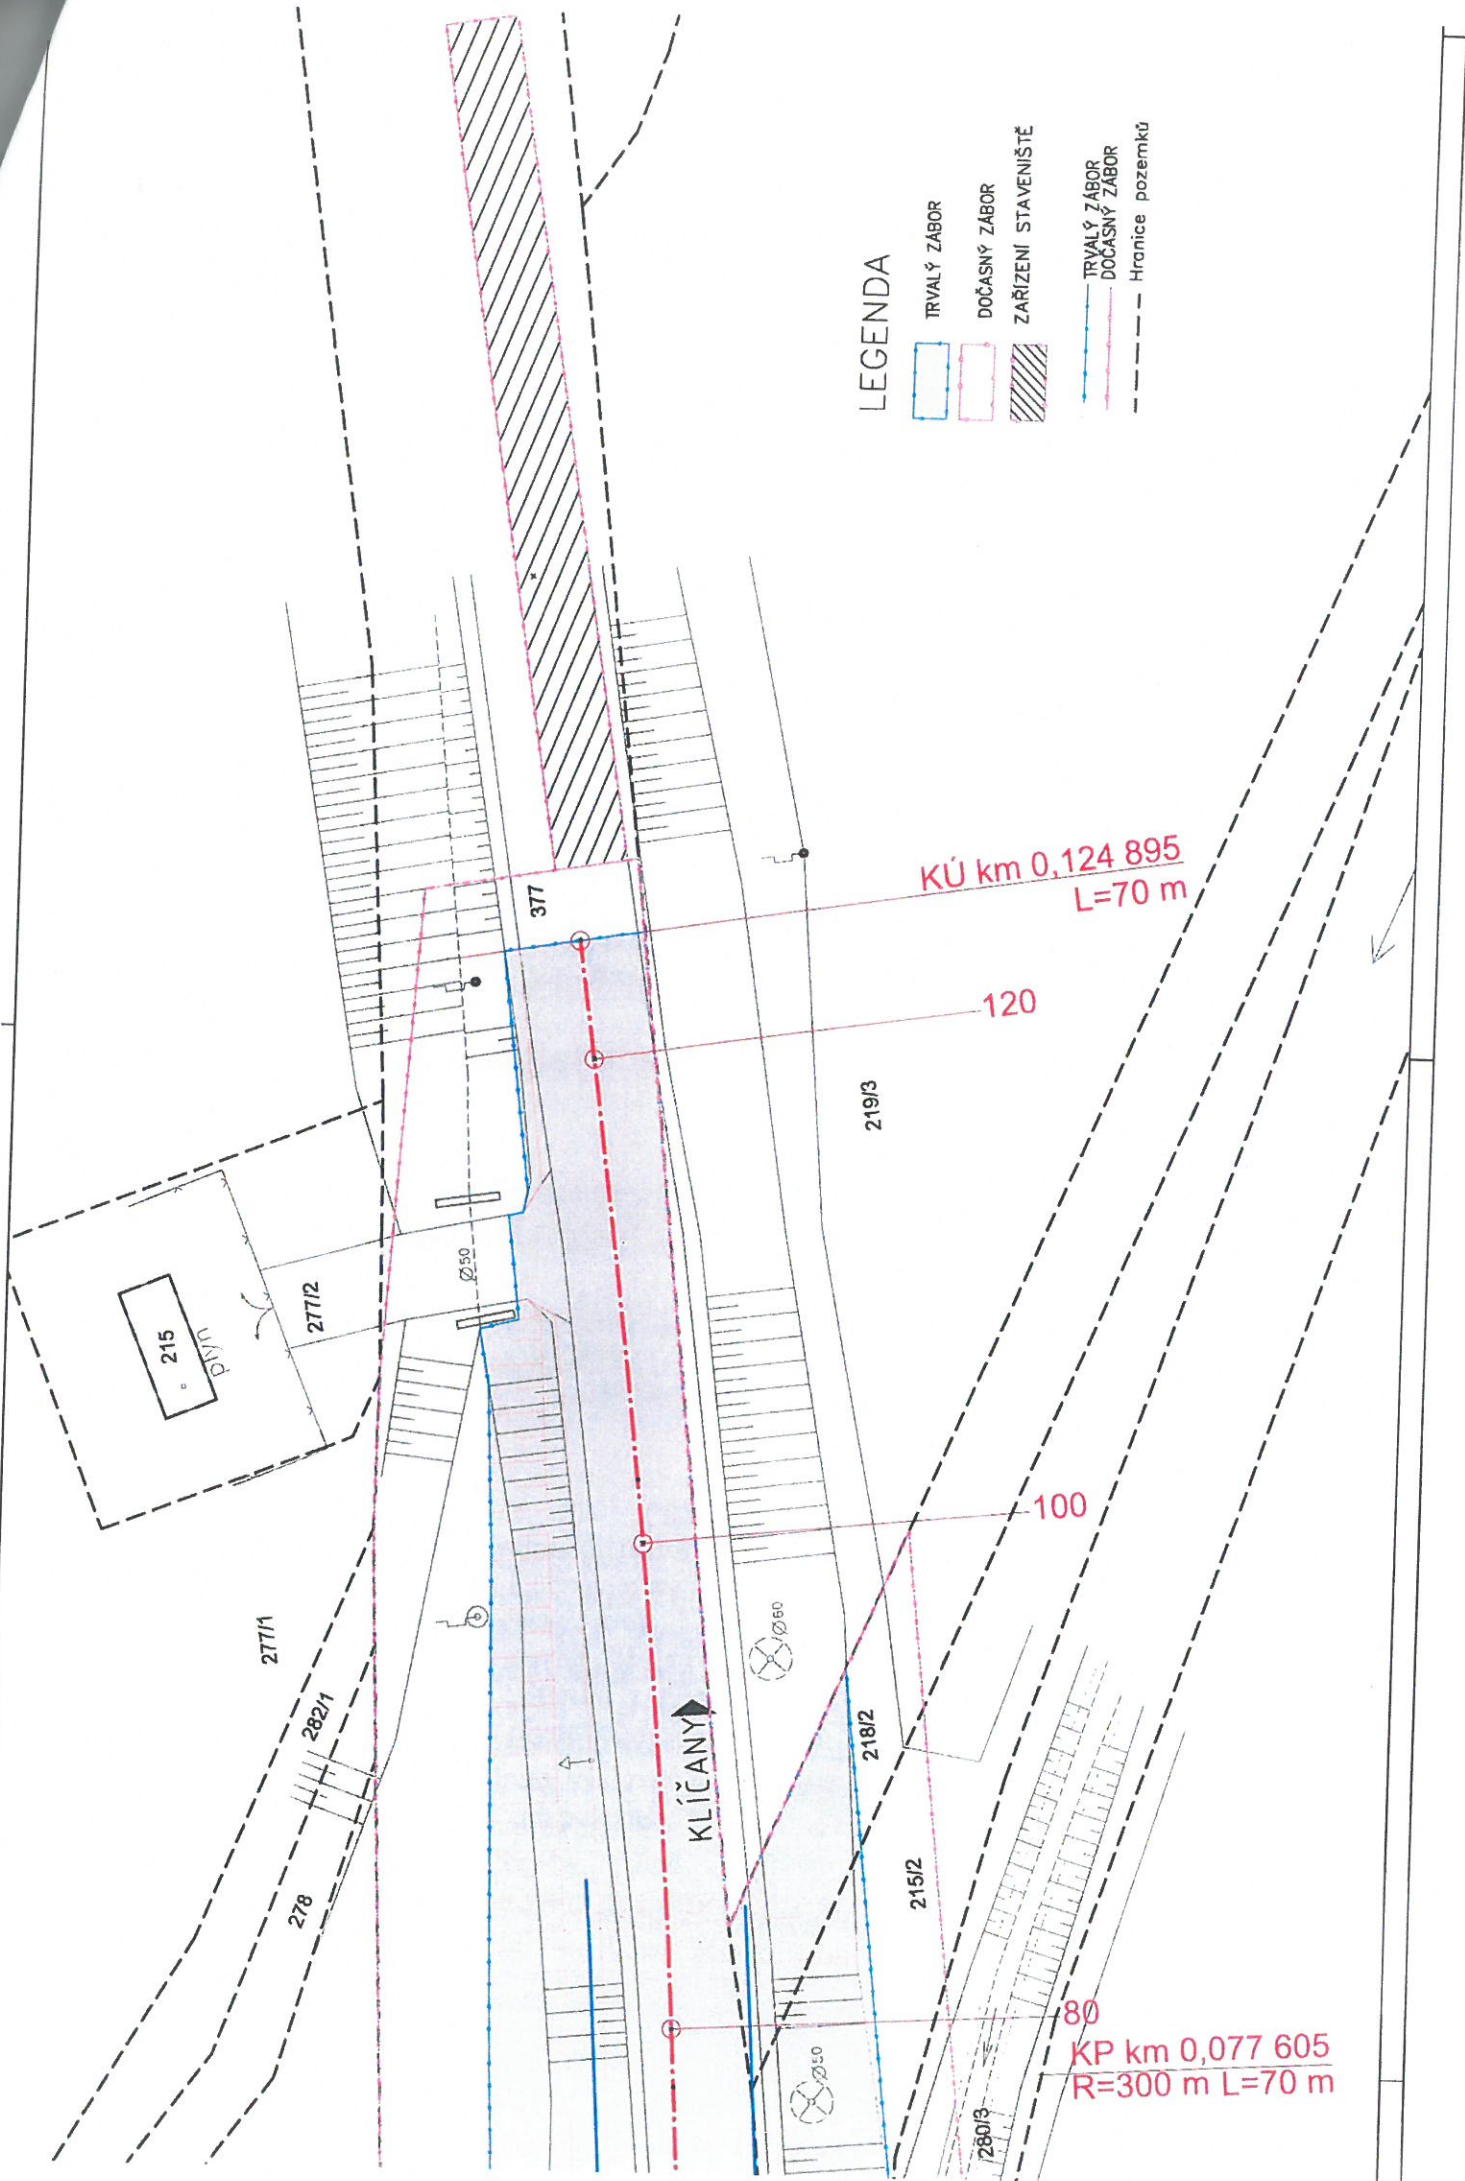 LEGENDA
TRVALÝ ZÁBOR
DOČASNÝ ZÁBOR
ZAŘÍZENÍ STAVENIŠTĚ
TRVALÝ ZÁBOR
DOČASNÝ ZÁBOR
Hranice pozemků
KÚ km 0,124 895
L=70 m
377
120
219/3
215
plyn
277/2
Ø50
100
277/1
282/1
278
Ø60
KLÍČANY
218/2
215/2
80
KP km 0,077 605
R=300 m L=70 m
Ø50
280/3